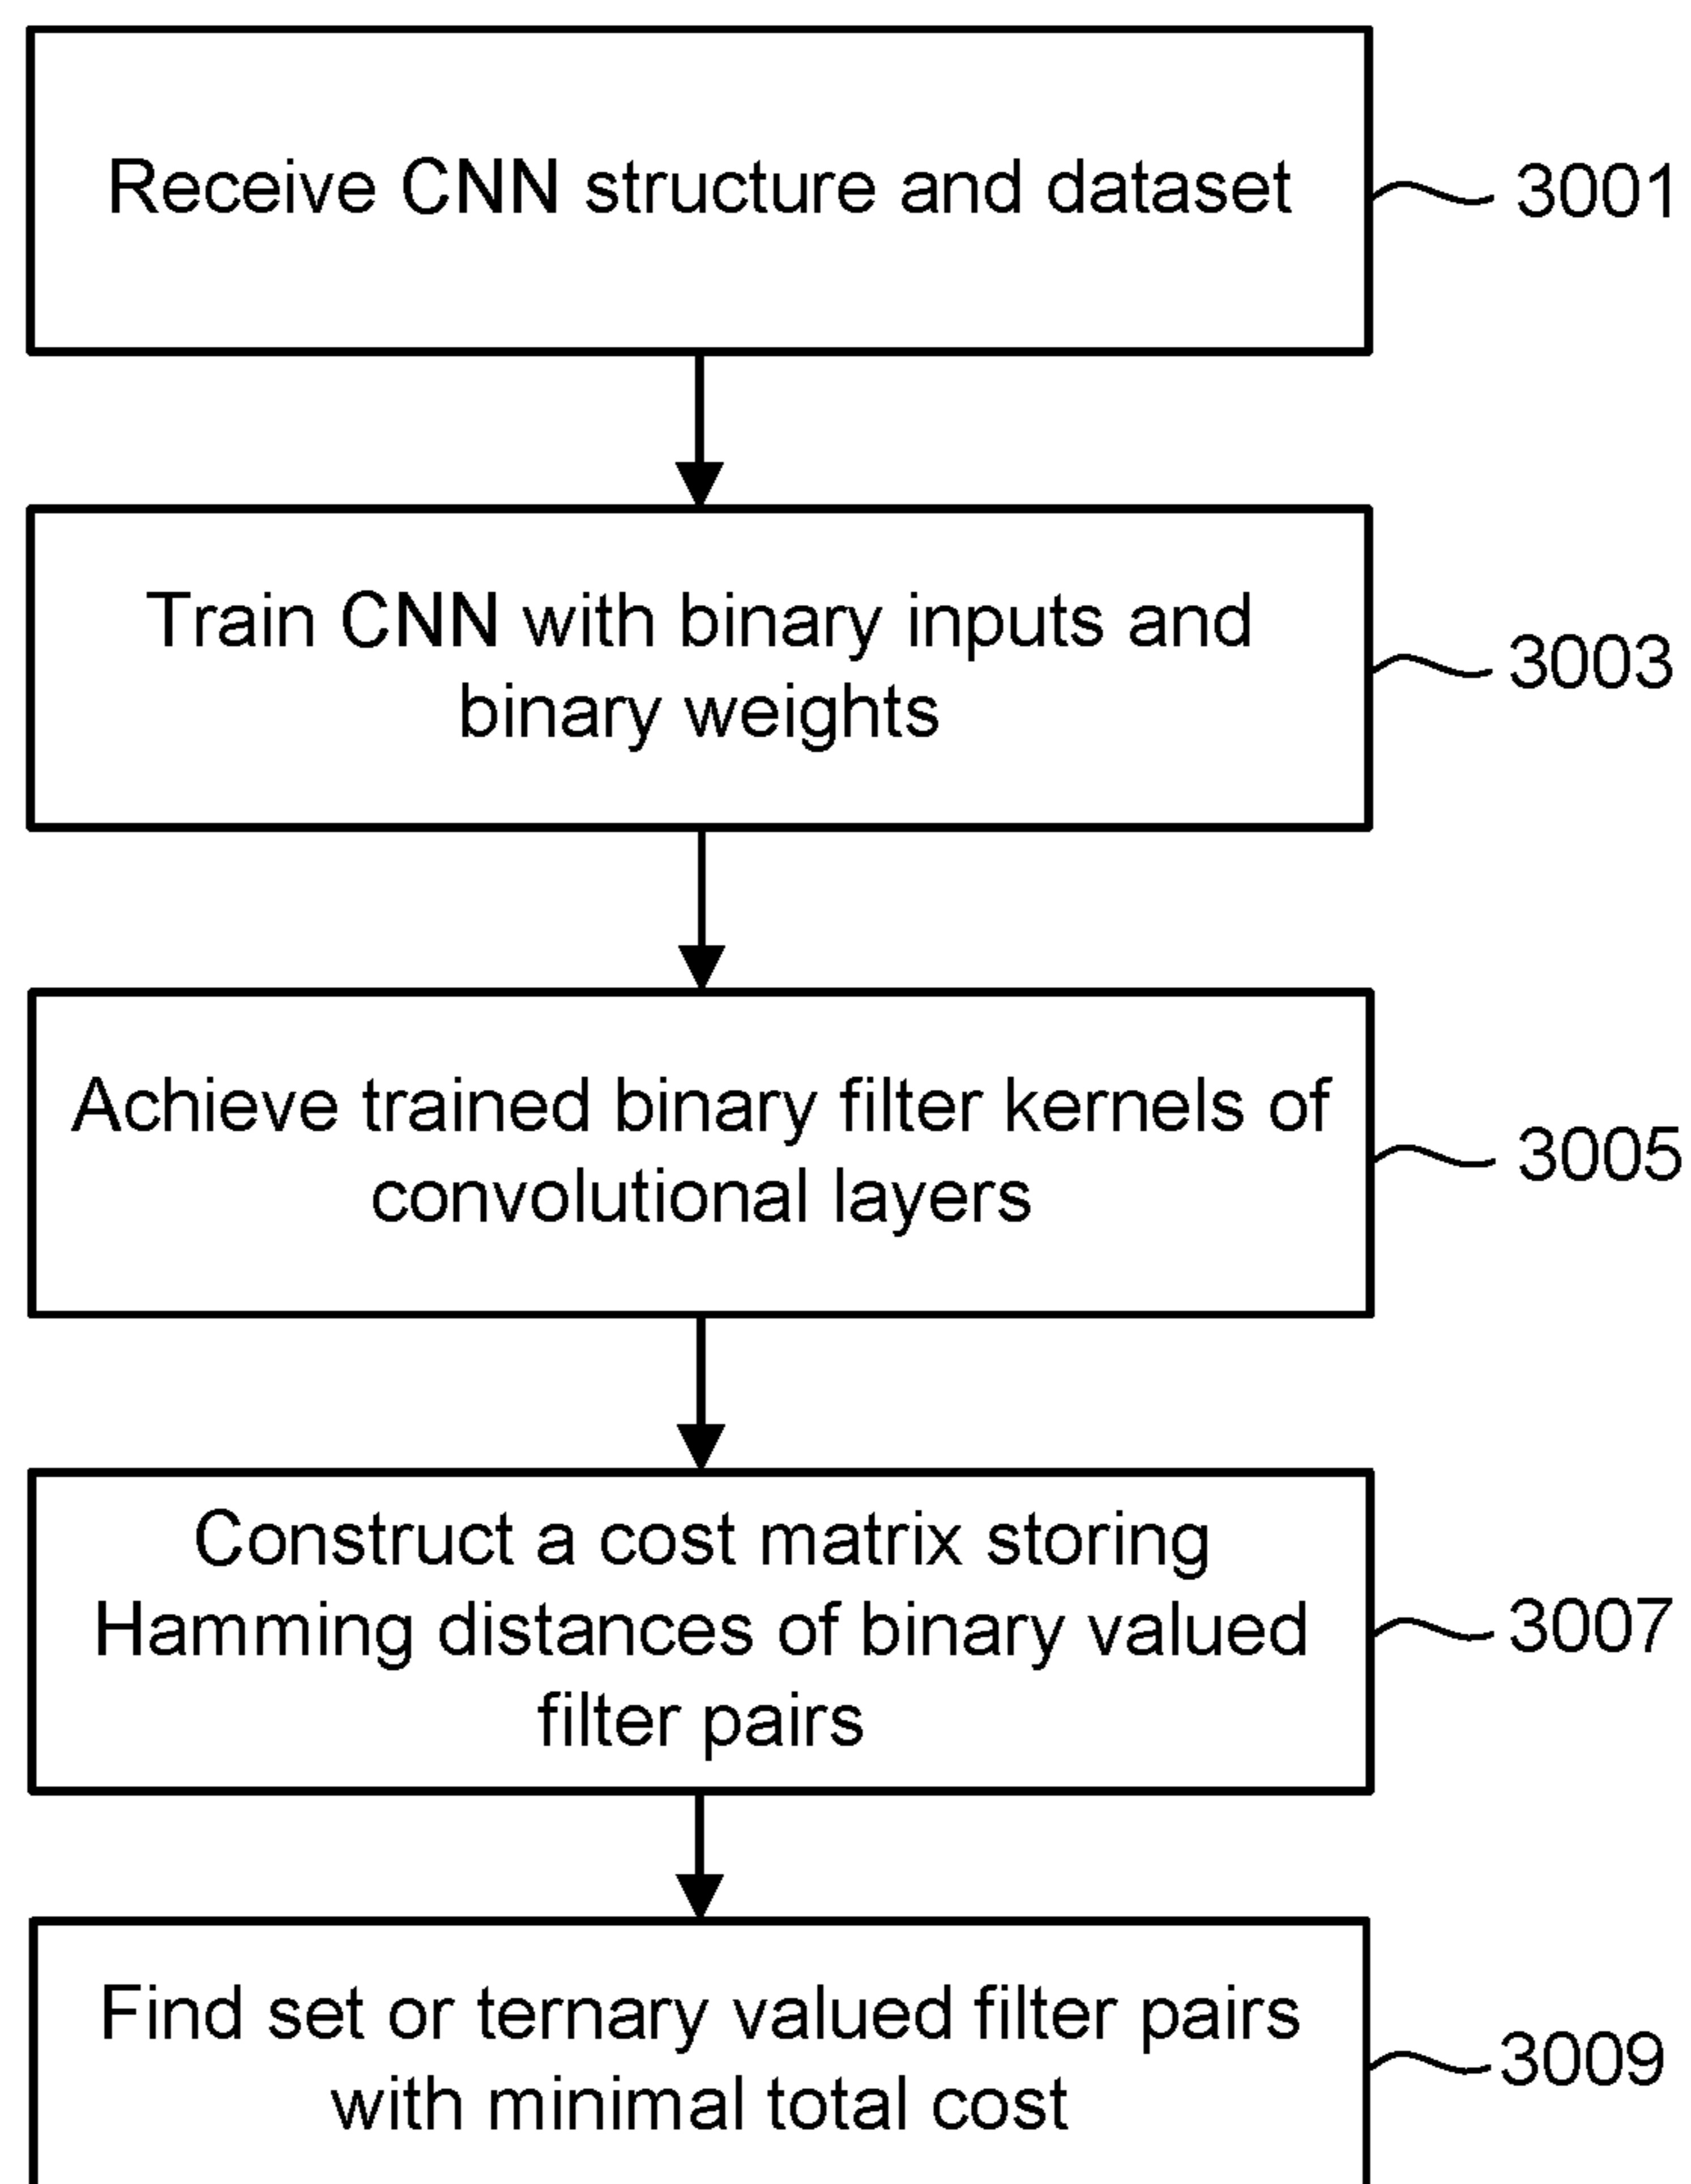 Receive CNN structure and dataset
3001
Train CNN with binary inputs and
binary weights
3003
Achieve trained binary filter kernels of
convolutional layers
3005
Construct a cost matrix storing
Hamming distances of binary valued
filter pairs
3007
Find set or ternary valued filter pairs
with minimal total cost
3009